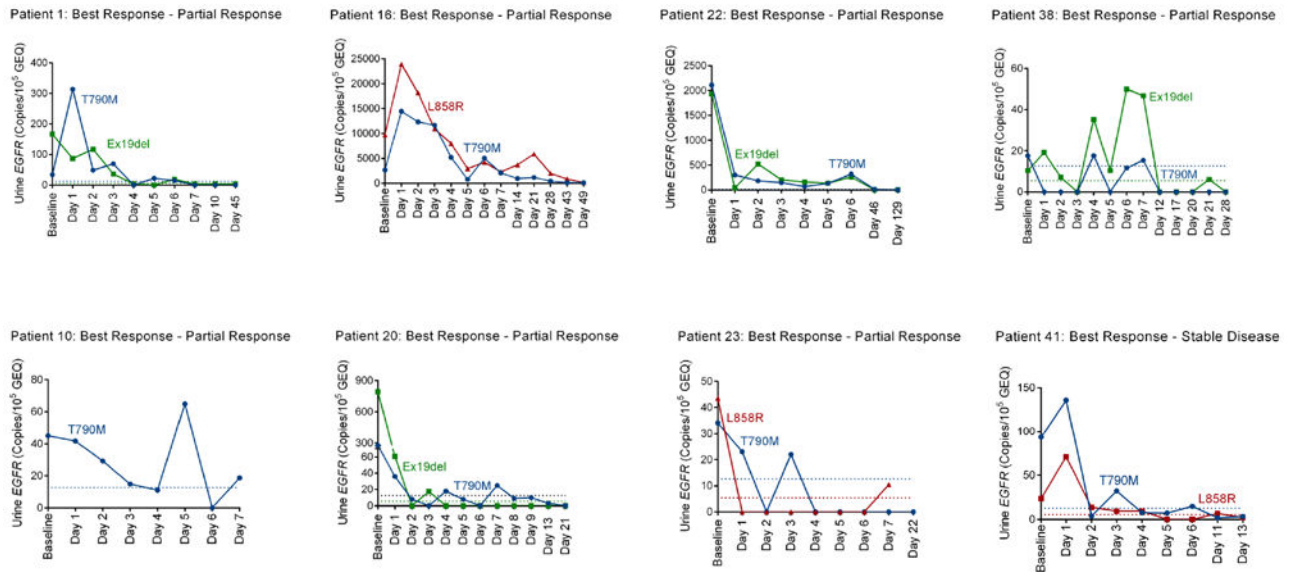 Patient 1: Best Response - Partial Response
Urine EGFR (Copies/10⁵ GEQ)
400
300
200
100
0
T790M
Ex19del
Baseline
Day 1
Day 2
Day 3
Day 4
Day 5
Day 6
Day 7
Day 10
Day 45
Patient 16: Best Response - Partial Response
Urine EGFR (Copies/10⁵ GEQ)
25000
20000
15000
10000
5000
0
L858R
T790M
Baseline
Day 1
Day 2
Day 3
Day 4
Day 5
Day 6
Day 7
Day 14
Day 21
Day 28
Day 43
Day 49
Patient 22: Best Response - Partial Response
Urine EGFR (Copies/10⁵ GEQ)
2500
2000
1500
1000
500
0
Ex19del
T790M
Baseline
Day 1
Day 2
Day 3
Day 4
Day 5
Day 6
Day 46
Day 129
Patient 38: Best Response - Partial Response
Urine EGFR (Copies/10⁵ GEQ)
60
40
20
0
Ex19del
T790M
Baseline
Day 1
Day 2
Day 3
Day 4
Day 5
Day 6
Day 7
Day 12
Day 17
Day 20
Day 21
Day 28
Patient 10: Best Response - Partial Response
Urine EGFR (Copies/10⁵ GEQ)
80
60
40
20
0
T790M
Baseline
Day 1
Day 2
Day 3
Day 4
Day 5
Day 6
Day 7
Patient 20: Best Response - Partial Response
Urine EGFR (Copies/10⁵ GEQ)
900
600
300
60
40
20
0
Ex19del
T790M
Baseline
Day 1
Day 2
Day 3
Day 4
Day 5
Day 6
Day 7
Day 8
Day 9
Day 13
Day 21
Patient 23: Best Response - Partial Response
Urine EGFR (Copies/10⁵ GEQ)
50
40
30
20
10
0
L858R
T790M
Baseline
Day 1
Day 2
Day 3
Day 4
Day 5
Day 6
Day 7
Day 22
Patient 41: Best Response - Stable Disease
Urine EGFR (Copies/10⁵ GEQ)
150
100
50
0
T790M
L858R
Baseline
Day 1
Day 2
Day 3
Day 4
Day 5
Day 6
Day 11
Day 13